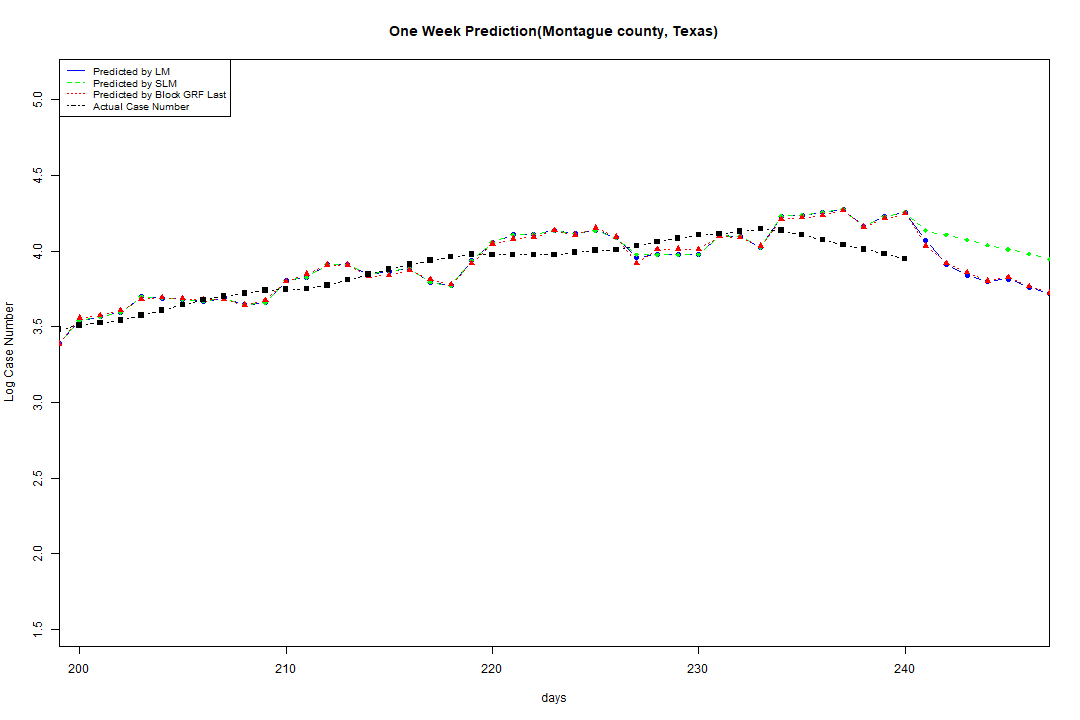 One Week Prediction(Montague county, Texas)
Predicted by LM
Predicted by SLM
Predicted by Block GRF Last
Actual Case Number
5.0
4.5
4.0
3.5
3.0
2.5
2.0
1.5
Log Case Number
200 210 220 230 240
days